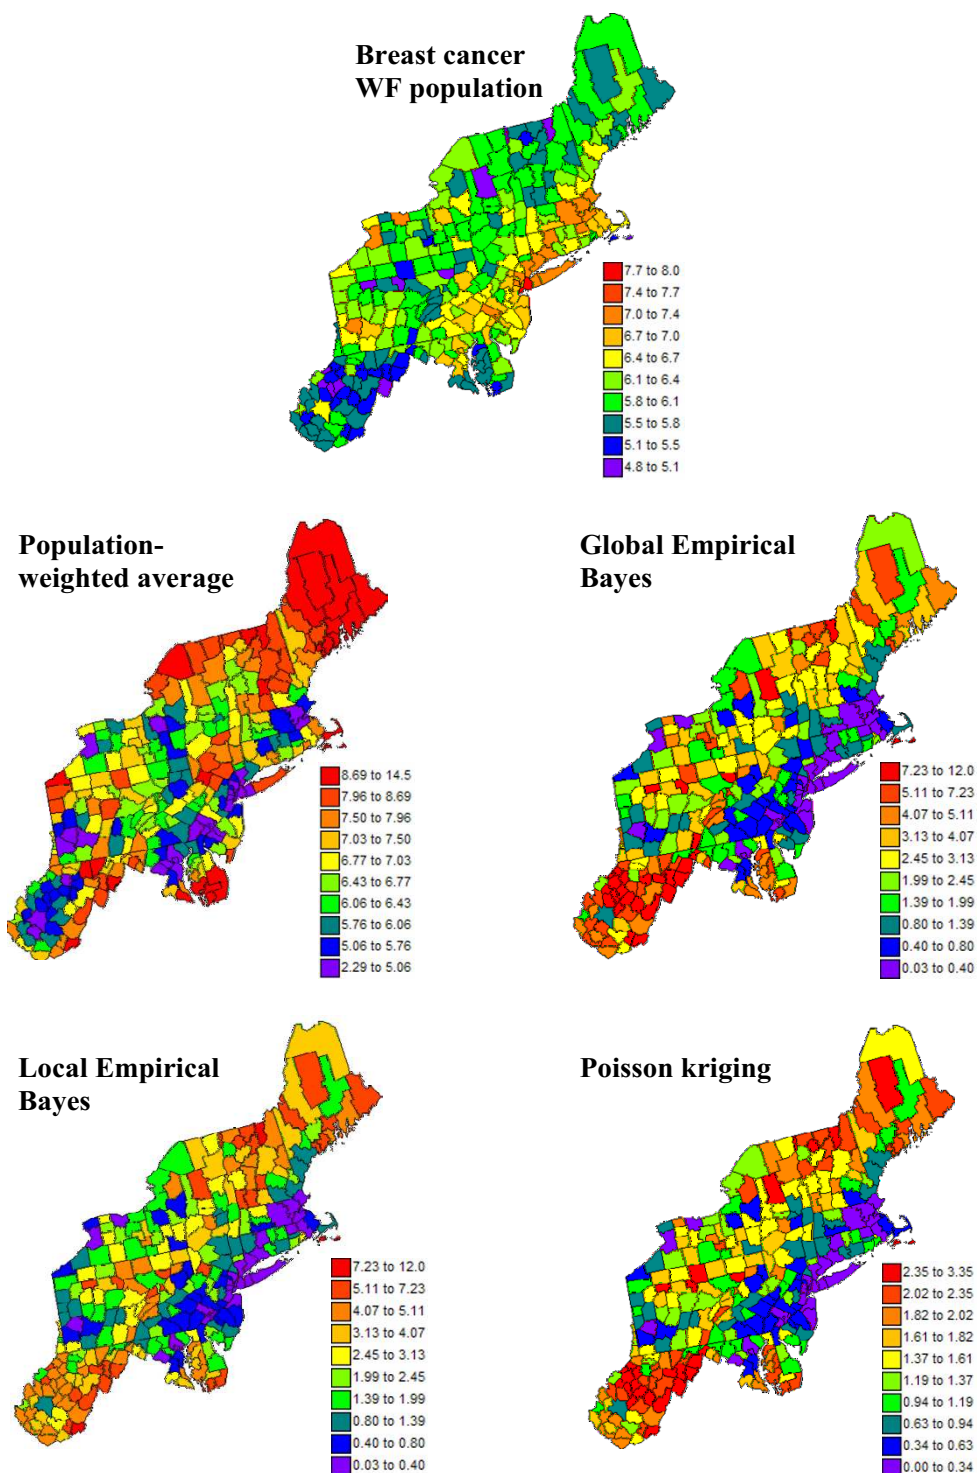 Breast cancer
WF population
7.7 to 8.0
7.4 to 7.7
7.0 to 7.4
6.7 to 7.0
6.4 to 6.7
6.1 to 6.4
5.8 to 6.1
5.5 to 5.8
5.1 to 5.5
4.8 to 5.1
Population-
weighted average
8.69 to 14.5
7.96 to 8.69
7.50 to 7.96
7.03 to 7.50
6.77 to 7.03
6.43 to 6.77
6.06 to 6.43
5.76 to 6.06
5.06 to 5.76
2.29 to 5.06
Global Empirical
Bayes
7.23 to 12.0
5.11 to 7.23
4.07 to 5.11
3.13 to 4.07
2.45 to 3.13
1.99 to 2.45
1.39 to 1.99
0.80 to 1.39
0.40 to 0.80
0.03 to 0.40
Local Empirical
Bayes
7.23 to 12.0
5.11 to 7.23
4.07 to 5.11
3.13 to 4.07
2.45 to 3.13
1.99 to 2.45
1.39 to 1.99
0.80 to 1.39
0.40 to 0.80
0.03 to 0.40
Poisson kriging
2.35 to 3.35
2.02 to 2.35
1.82 to 2.02
1.61 to 1.82
1.37 to 1.61
1.19 to 1.37
0.94 to 1.19
0.63 to 0.94
0.34 to 0.63
0.00 to 0.34